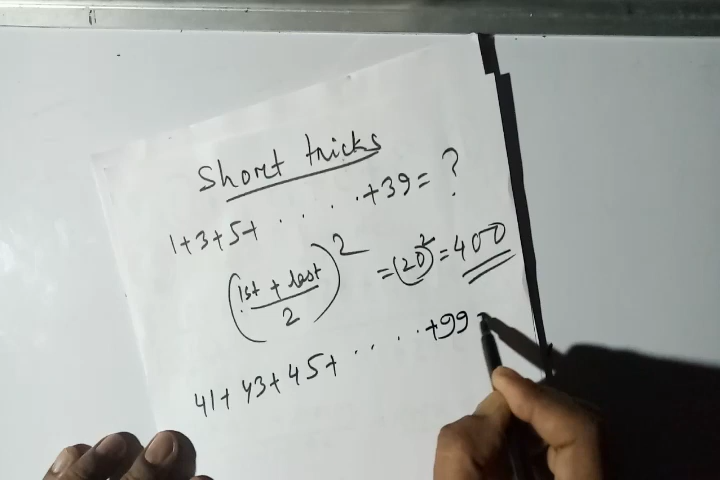 Short tricks
1+3+5+ . . . . . +39 = ?
(1st + last / 2)² = (20)² = 400
41+ 43+ 45+ . . . . . +99 =